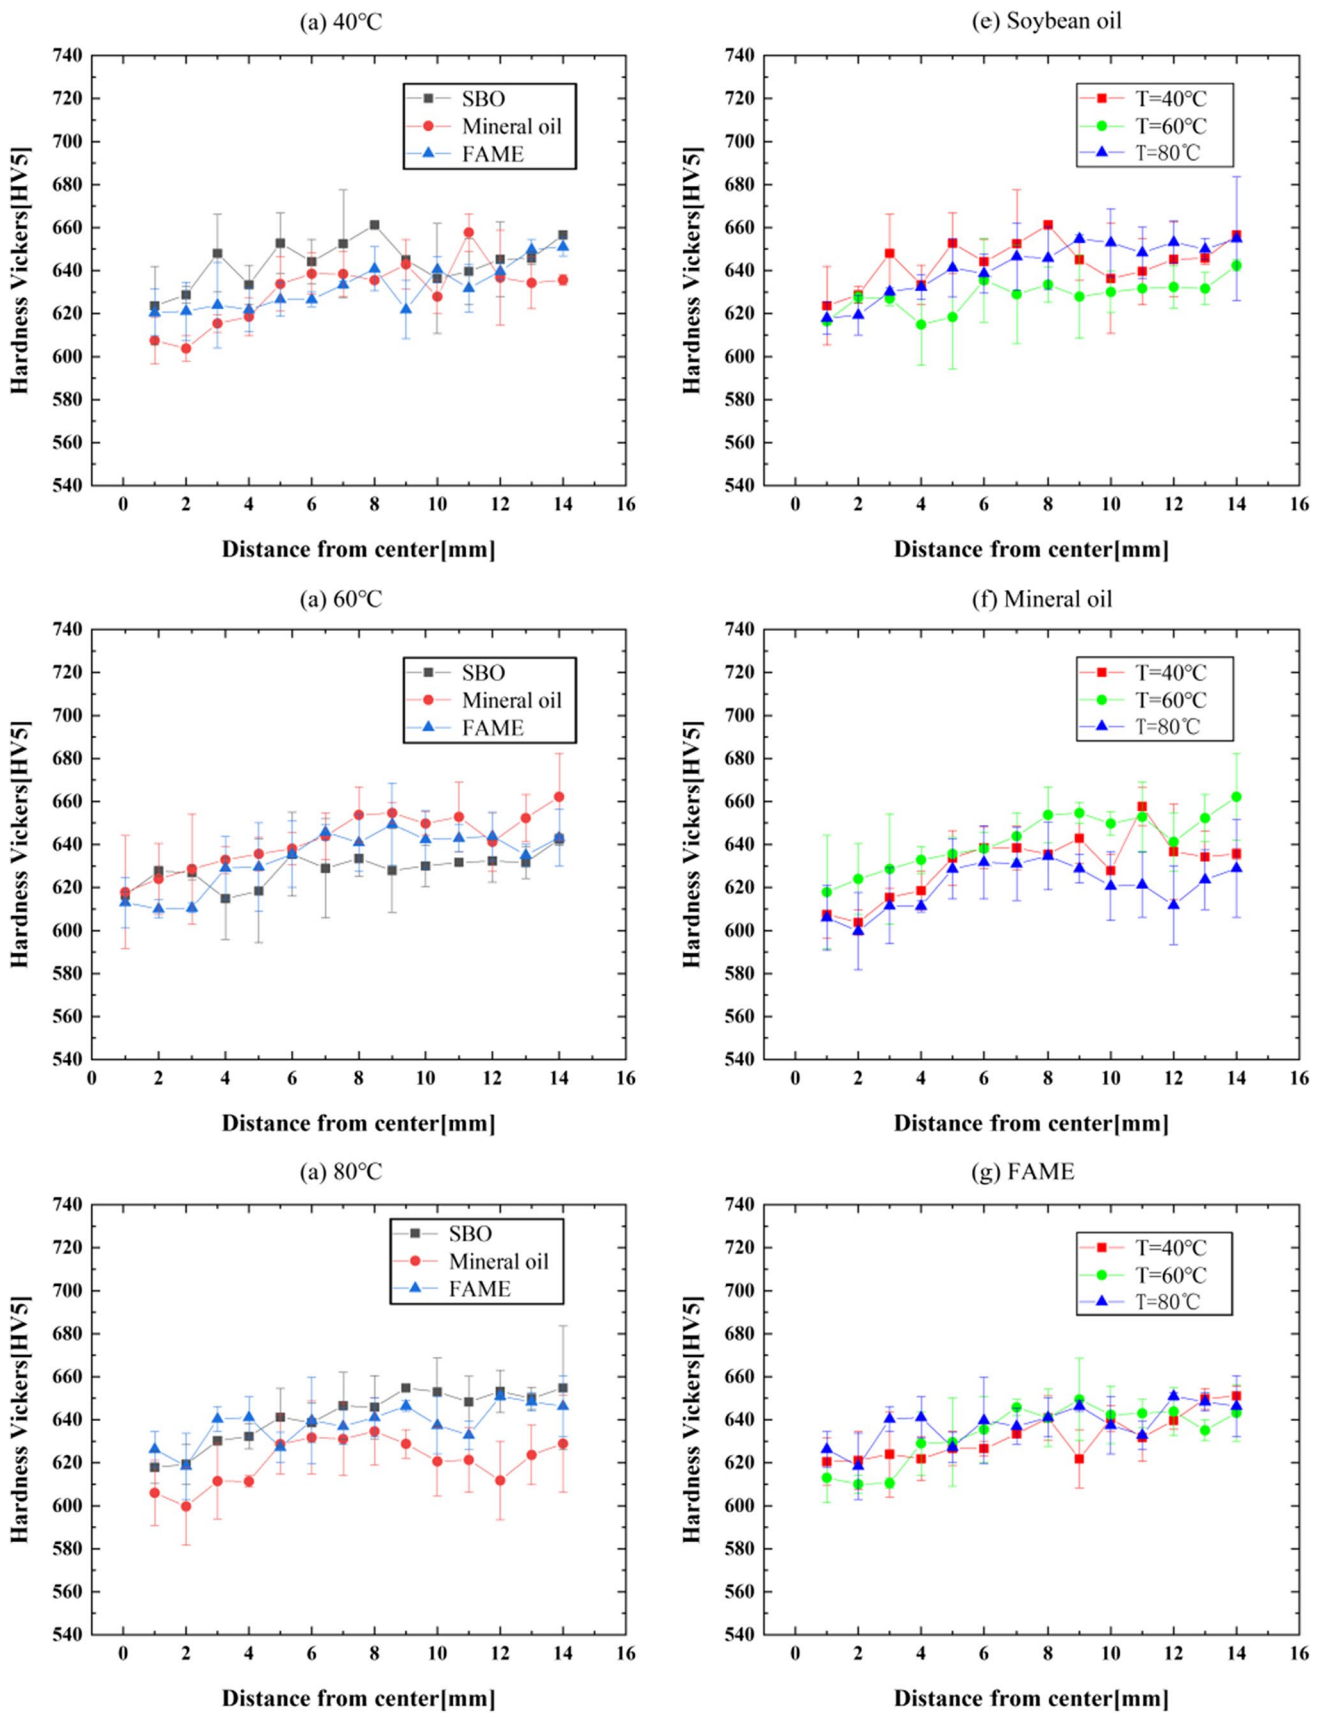 (a) 40℃
740
720
700
680
660
640
620
600
580
560
540
Hardness Vickers[HV5]
SBO
Mineral oil
FAME
0 2 4 6 8 10 12 14 16
Distance from center[mm]
(e) Soybean oil
740
720
700
680
660
640
620
600
580
560
540
Hardness Vickers[HV5]
T=40℃
T=60℃
T=80℃
0 2 4 6 8 10 12 14 16
Distance from center[mm]
(a) 60℃
740
720
700
680
660
640
620
600
580
560
540
Hardness Vickers[HV5]
SBO
Mineral oil
FAME
0 2 4 6 8 10 12 14 16
Distance from center[mm]
(f) Mineral oil
740
720
700
680
660
640
620
600
580
560
540
Hardness Vickers[HV5]
T=40℃
T=60℃
T=80℃
0 2 4 6 8 10 12 14 16
Distance from center[mm]
(a) 80℃
740
720
700
680
660
640
620
600
580
560
540
Hardness Vickers[HV5]
SBO
Mineral oil
FAME
0 2 4 6 8 10 12 14 16
Distance from center[mm]
(g) FAME
740
720
700
680
660
640
620
600
580
560
540
Hardness Vickers[HV5]
T=40℃
T=60℃
T=80℃
0 2 4 6 8 10 12 14 16
Distance from center[mm]